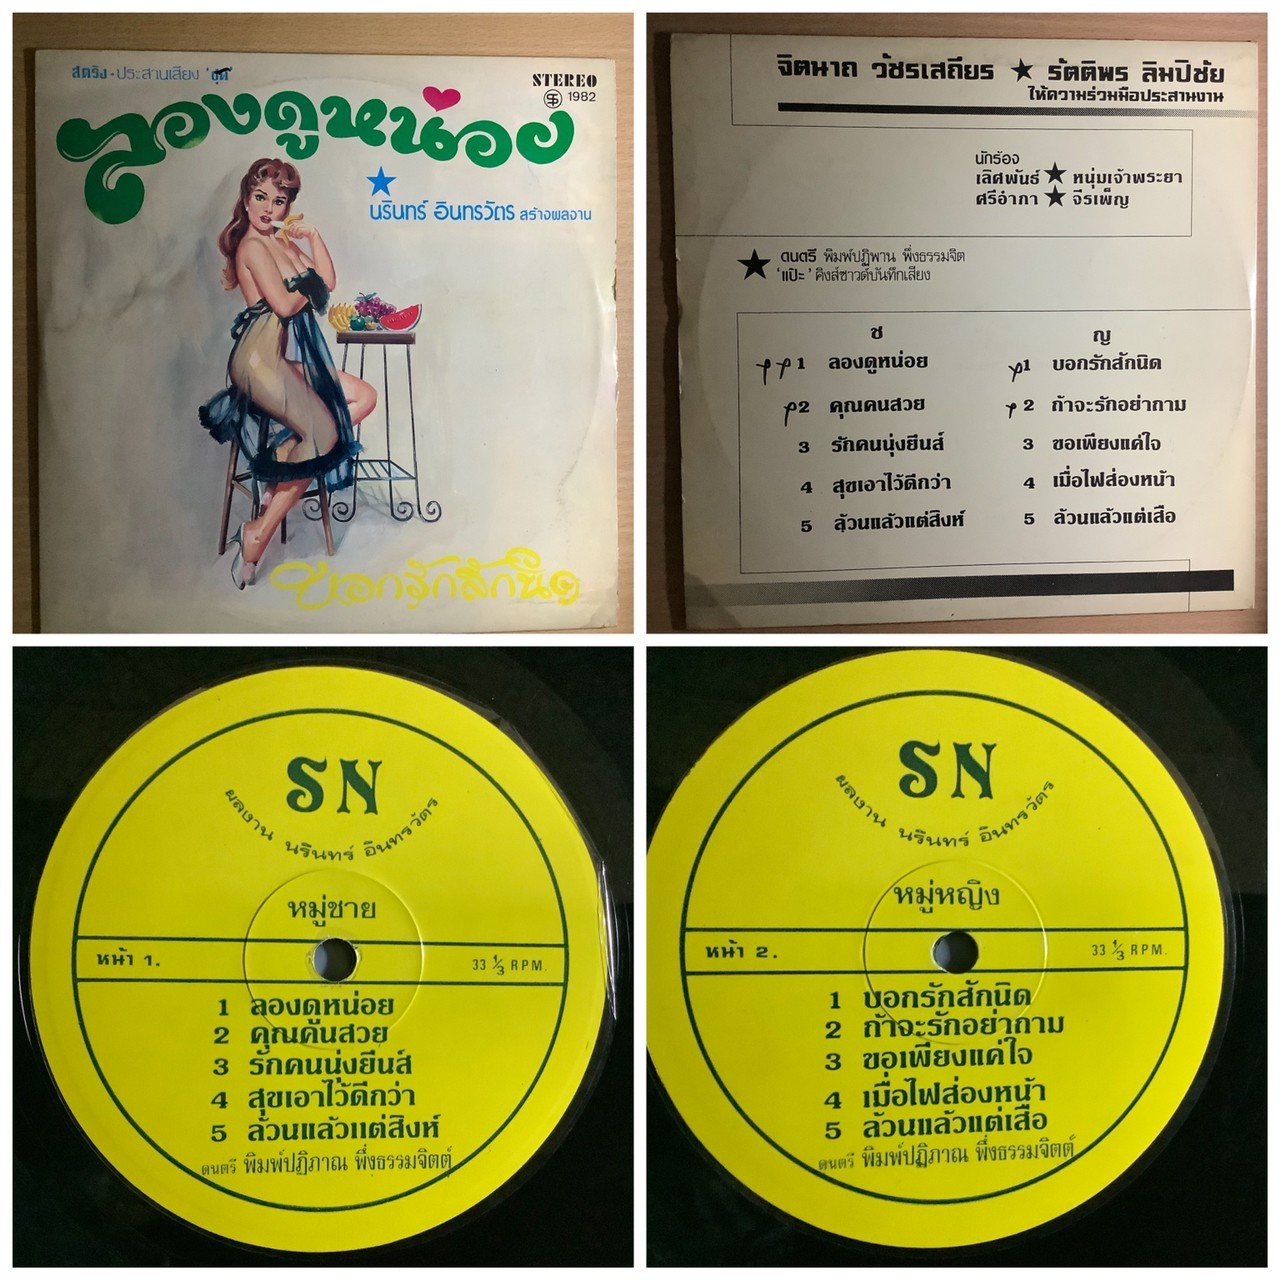 สตริง · ประสานเสียง 'ชุด'
STEREO
1982
ลองดูหน่อย
นรินทร์ อินทรวัตร สร้างผลงาน
บอกรักสักนิด
จิตนาถ วัชรเสถียร ★ รัตติพร ลิมปิชัย
ให้ความร่วมมือประสานงาน
นักร้อง
เลิศพันธ์ ★ หนุ่มเจ้าพระยา
ศรีอำภา ★ จีรเพ็ญ
ดนตรี พิมพ์ปฏิพาน พึ่งธรรมจิต
'แป๊ะ' คิงส์ซาวด์บันทึกเสียง
ช
1 ลองดูหน่อย
2 คุณคนสวย
3 รักคนนุ่งยีนส์
4 สุขเอาไว้ดีกว่า
5 ล้วนแล้วแต่สิงห์
ญ
1 บอกรักสักนิด
2 ถ้าจะรักอย่าถาม
3 ขอเพียงแค่ใจ
4 เมื่อไฟส่องหน้า
5 ล้วนแล้วแต่เสือ
SN
ผลงาน นรินทร์ อินทรวัตร
หมู่ชาย
หน้า 1.
33 1/3 RPM.
1 ลองดูหน่อย
2 คุณคนสวย
3 รักคนนุ่งยีนส์
4 สุขเอาไว้ดีกว่า
5 ล้วนแล้วแต่สิงห์
ดนตรี พิมพ์ปฏิภาณ พึ่งธรรมจิตต์
SN
ผลงาน นรินทร์ อินทรวัตร
หมู่หญิง
หน้า 2.
33 1/3 RPM.
1 บอกรักสักนิด
2 ถ้าจะรักอย่าถาม
3 ขอเพียงแค่ใจ
4 เมื่อไฟส่องหน้า
5 ล้วนแล้วแต่เสือ
ดนตรี พิมพ์ปฏิภาณ พึ่งธรรมจิตต์